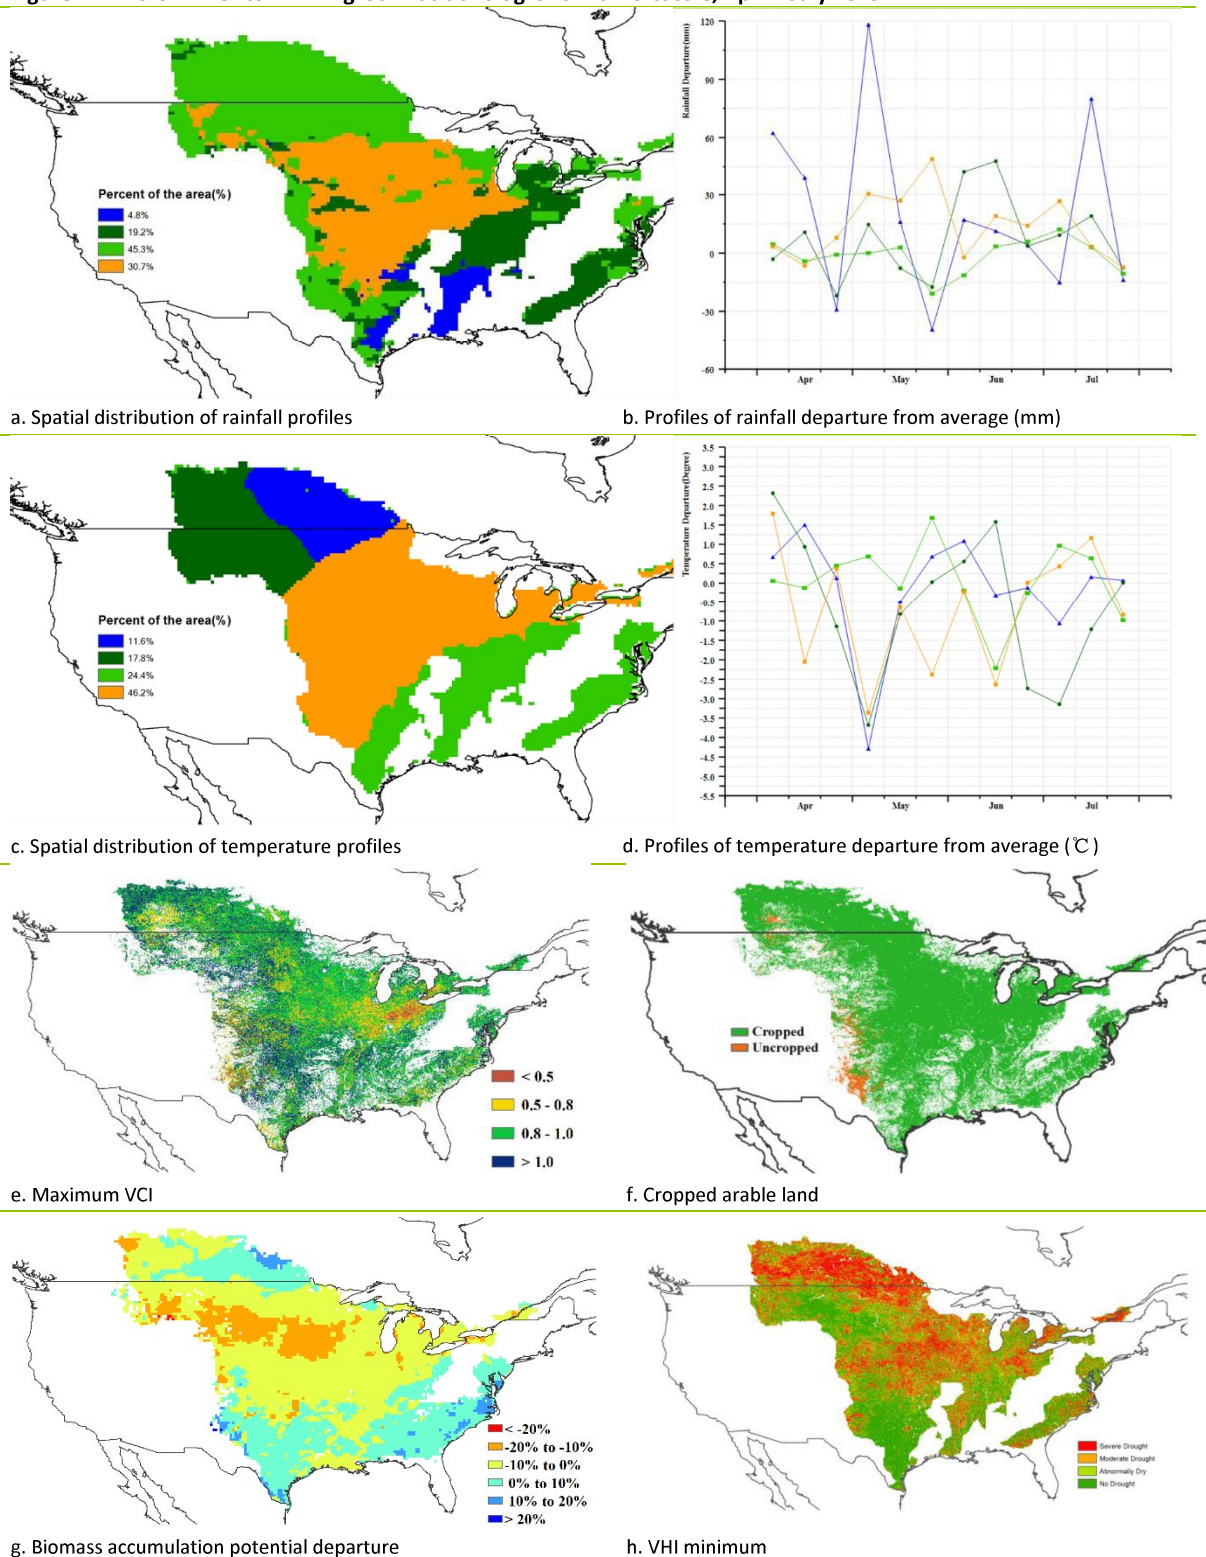 Rainfall Departure(mm)
120
90
60
30
0
-30
-60
Apr May Jun Jul
Percent of the area(%)
4.8%
19.2%
45.3%
30.7%
a. Spatial distribution of rainfall profiles
b. Profiles of rainfall departure from average (mm)
Percent of the area(%)
11.6%
17.8%
24.4%
46.2%
Temperature Departure(Degree)
3.5
3.0
2.5
2.0
1.5
1.0
0.5
0.0
-0.5
-1.0
-1.5
-2.0
-2.5
-3.0
-3.5
-4.0
-4.5
-5.0
-5.5
Apr May Jun Jul
c. Spatial distribution of temperature profiles
d. Profiles of temperature departure from average (℃)
< 0.5
0.5 - 0.8
0.8 - 1.0
> 1.0
Cropped
Uncropped
e. Maximum VCI
f. Cropped arable land
< -20%
-20% to -10%
-10% to 0%
0% to 10%
10% to 20%
> 20%
Severe Drought
Moderate Drought
Abnormally Dry
No Drought
g. Biomass accumulation potential departure
h. VHI minimum